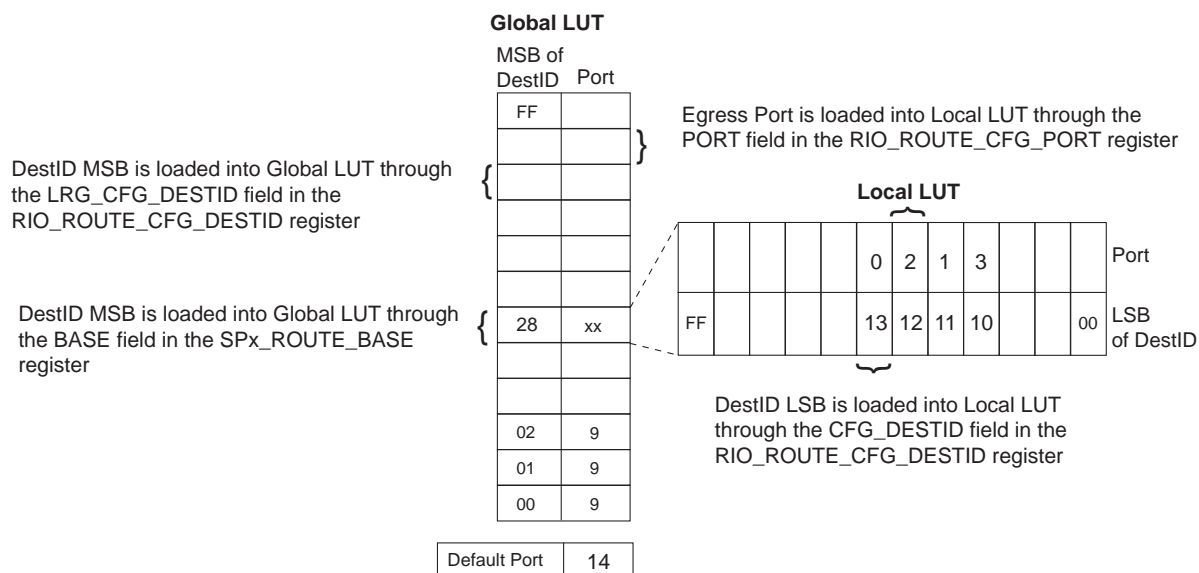 Global LUT
MSB of
DestID Port
FF
Egress Port is loaded into Local LUT through the
PORT field in the RIO_ROUTE_CFG_PORT register
}
DestID MSB is loaded into Global LUT through
the LRG_CFG_DESTID field in the
RIO_ROUTE_CFG_DESTID register
{
Local LUT
0 2 1 3 Port
DestID MSB is loaded into Global LUT through
the BASE field in the SPx_ROUTE_BASE
register
{
28 xx
FF 13 12 11 10 00 LSB
of DestID
DestID LSB is loaded into Local LUT
through the CFG_DESTID field in the
RIO_ROUTE_CFG_DESTID register
02 9
01 9
00 9
Default Port 14